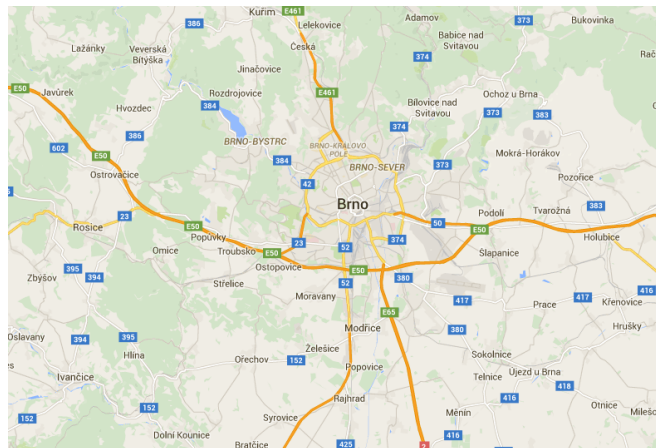 Kuřim
E461
Lelekovice
Adamov
Babice nad
Svitavou
373
Bukovinka
386
Česká
Lažánky
Veverská
Bítýška
374
Jinačovice
E50
Javůrek
Rozdrojovice
E461
Bílovice nad
Svitavou
Ochoz u Brna
373
383
Hvozdec
384
374
386
BRNO-BYSTRC
BRNO-KRÁLOVO
POLE
602
E50
384
BRNO-SEVER
373
Mokrá-Horákov
Ostrovačice
42
Pozořice
Brno
383
23
Podolí
Tvarožná
Rosice
E50
50
Popůvky
23
52
374
E50
Holubice
Omice
Troubsko
E50
Šlapanice
Ostopovice
E50
Zbýšov
395
394
Střelice
52
380
416
Moravany
417
Prace
417
Křenovice
E65
416
Oslavany
395
Modřice
380
Hrušky
394
Hlína
Želešice
Sokolnice
Ořechov
152
Popovice
Újezd u Brna
Ivančice
Telnice
416
418
152
Rajhrad
Otnice
152
Měnín
Syrovice
416
Dolní Kounice
Bratčice
425
2